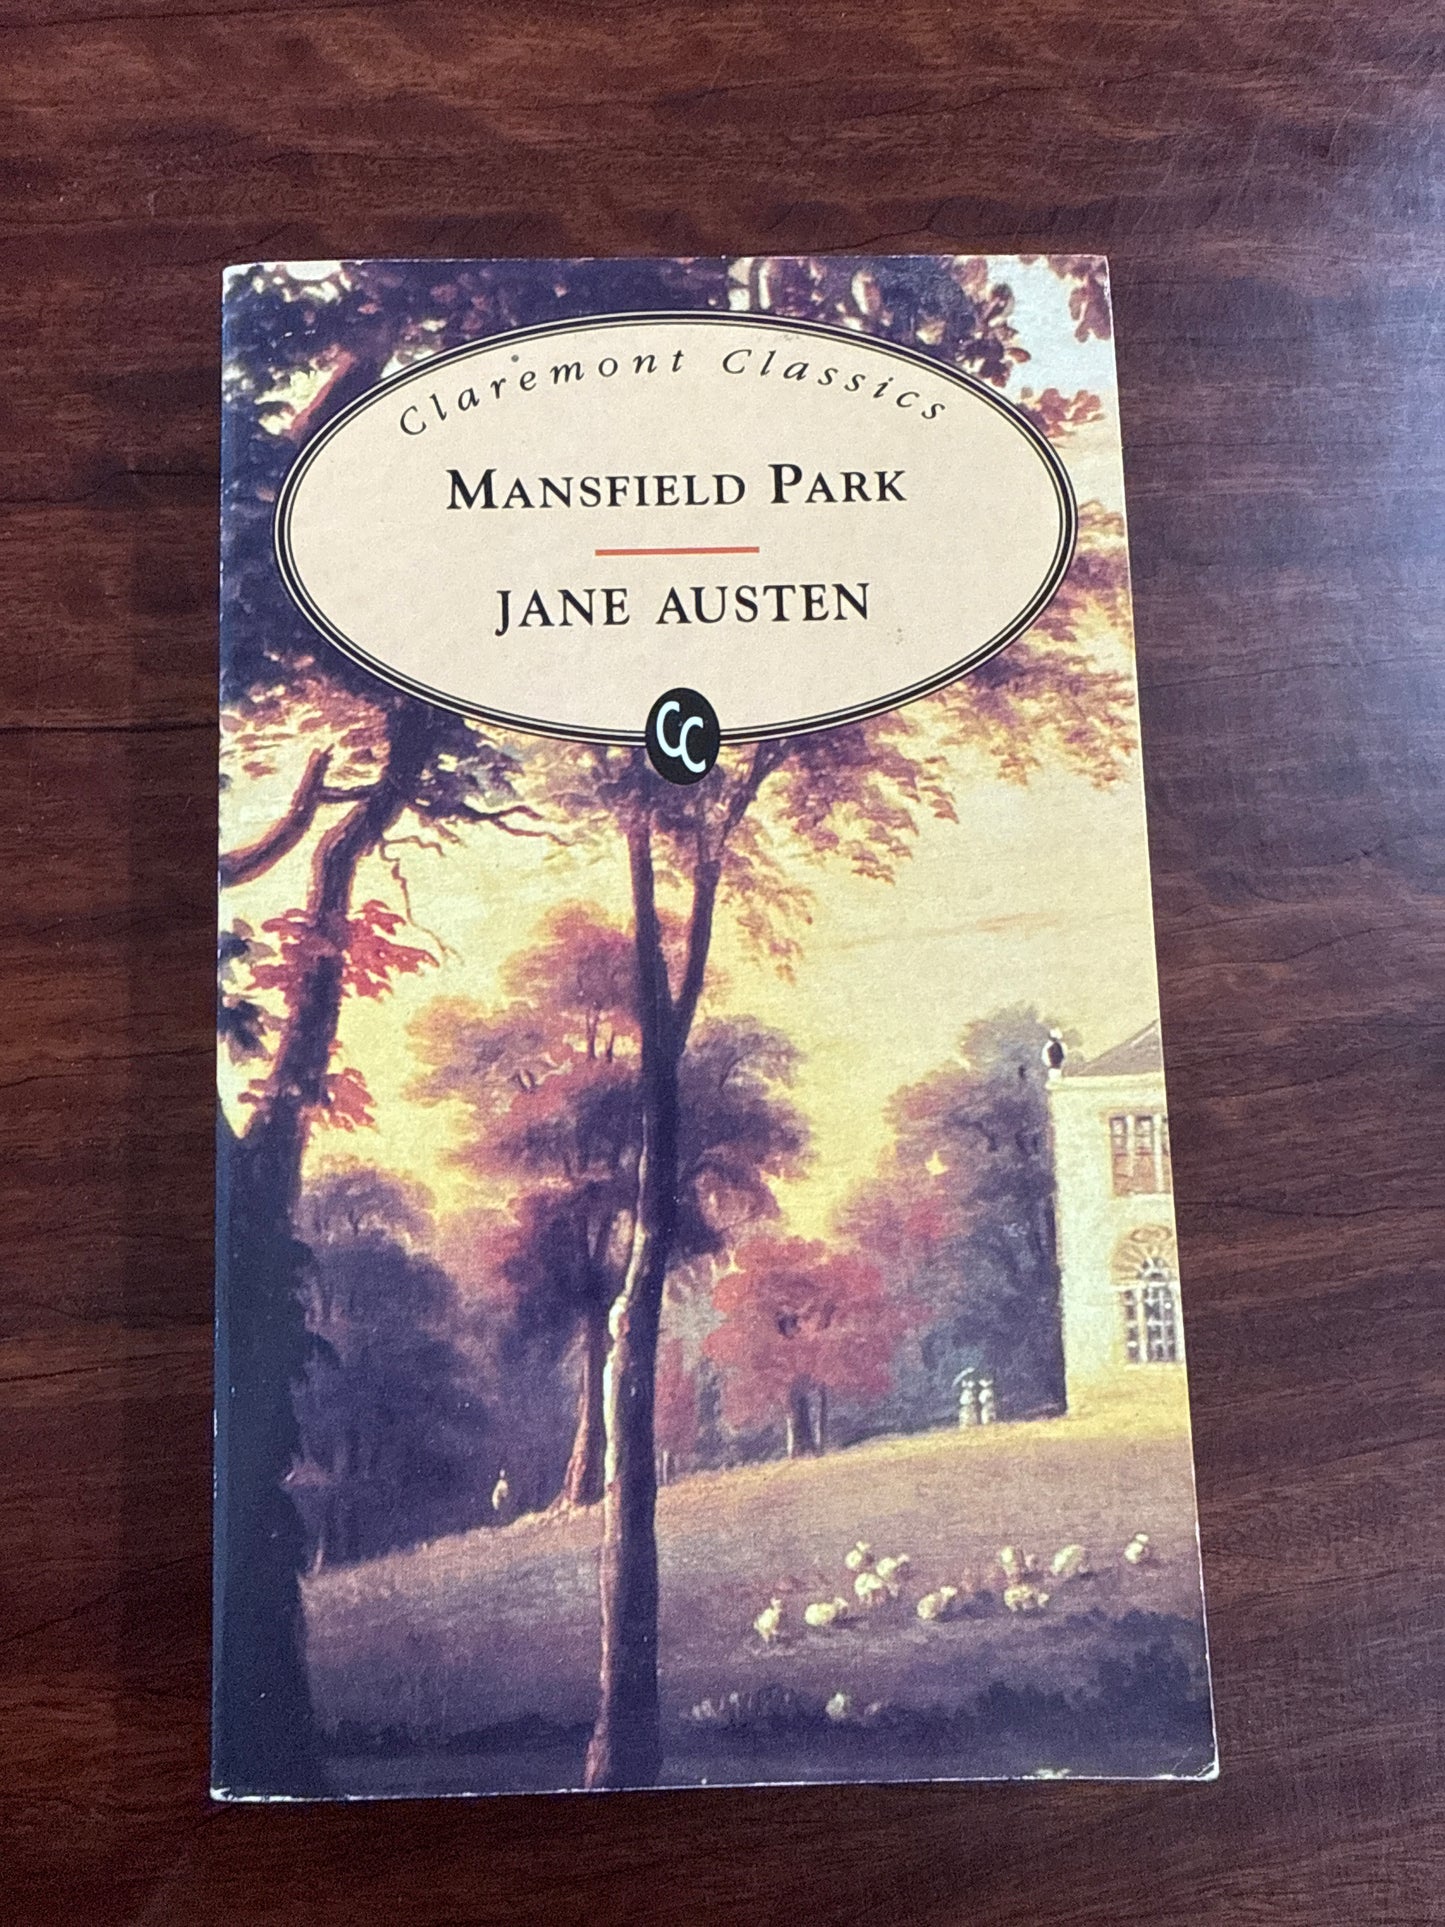 Claremont Classics
MANSFIELD PARK
JANE AUSTEN
CC